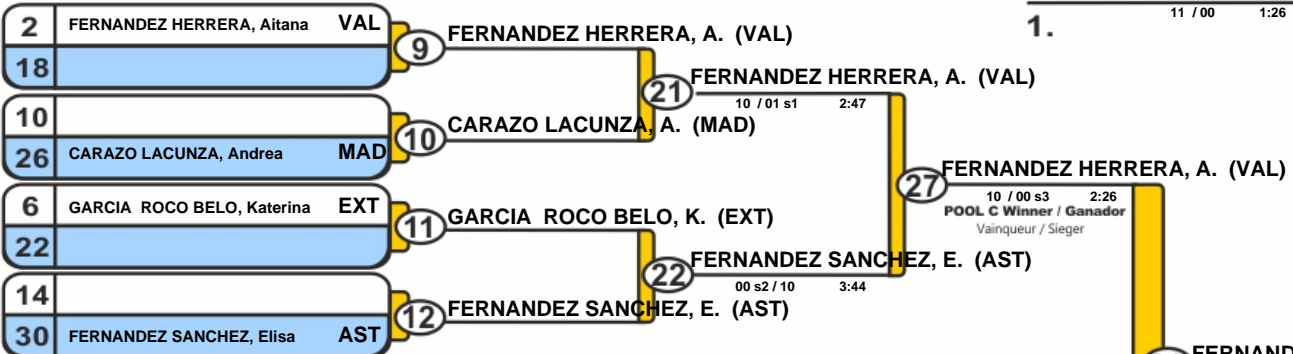 11 / 00 1:26
1.
2 FERNANDEZ HERRERA, Aitana VAL
18
9 FERNANDEZ HERRERA, A. (VAL)
21 FERNANDEZ HERRERA, A. (VAL)
10 / 01 s1 2:47
10
26 CARAZO LACUNZA, Andrea MAD
10 CARAZO LACUNZA, A. (MAD)
27 FERNANDEZ HERRERA, A. (VAL)
10 / 00 s3 2:26
POOL C Winner / Ganador
Vainqueur / Sieger
6 GARCIA ROCO BELO, Katerina EXT
22
11 GARCIA ROCO BELO, K. (EXT)
22 FERNANDEZ SANCHEZ, E. (AST)
00 s2 / 10 3:44
14
30 FERNANDEZ SANCHEZ, Elisa AST
12 FERNANDEZ SANCHEZ, E. (AST)